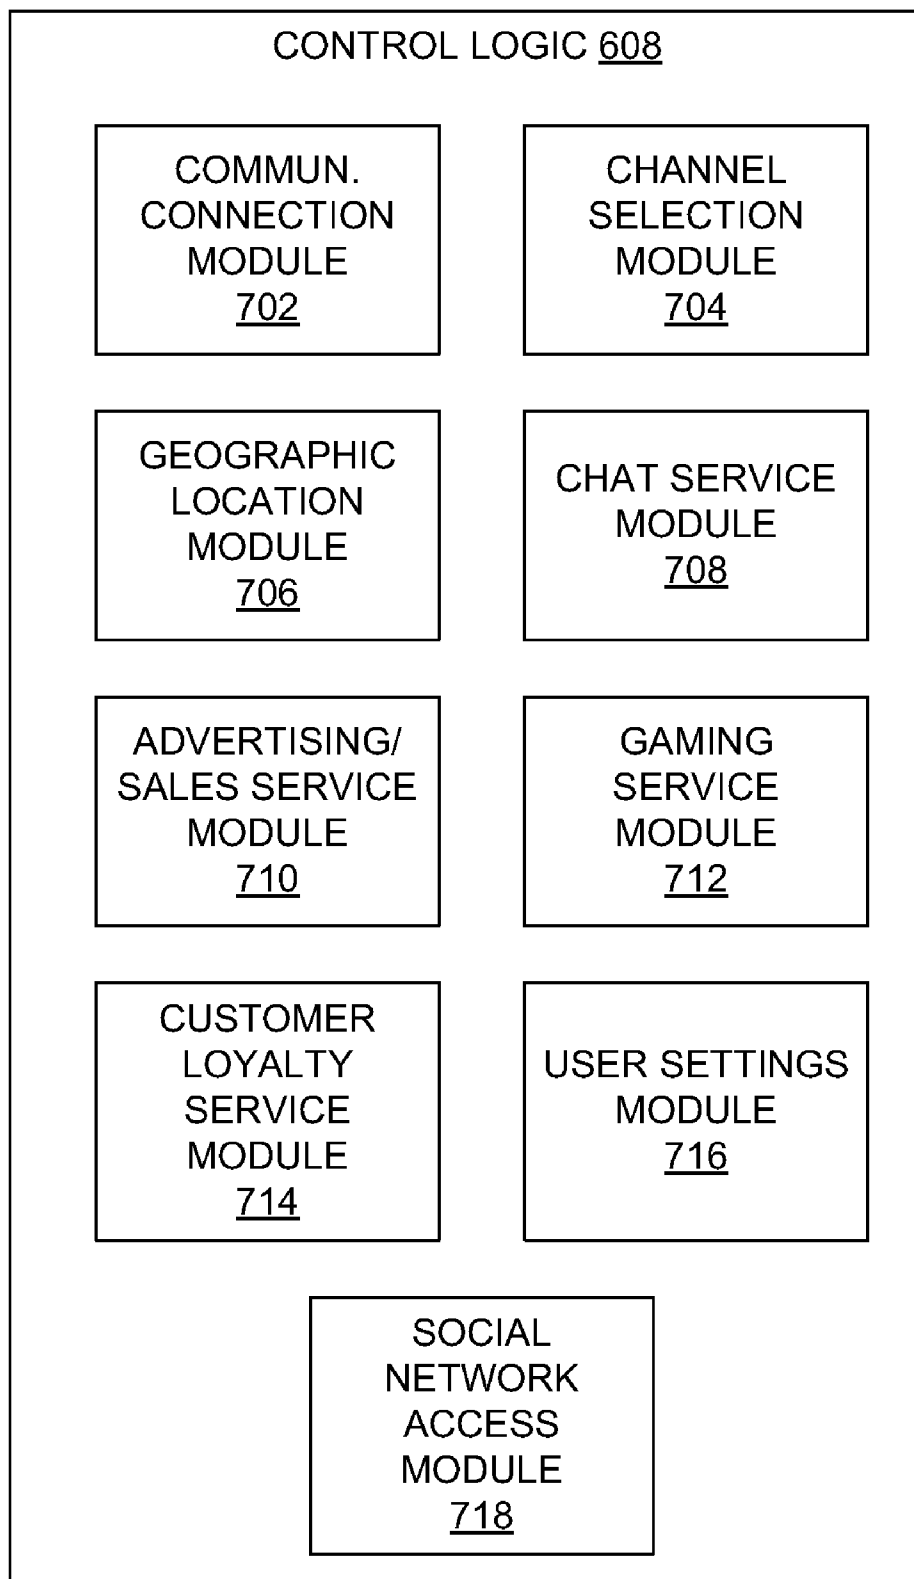 CONTROL LOGIC 608
COMMUN.
CONNECTION
MODULE
702
CHANNEL
SELECTION
MODULE
704
GEOGRAPHIC
LOCATION
MODULE
706
CHAT SERVICE
MODULE
708
ADVERTISING/
SALES SERVICE
MODULE
710
GAMING
SERVICE
MODULE
712
CUSTOMER
LOYALTY
SERVICE
MODULE
714
USER SETTINGS
MODULE
716
SOCIAL
NETWORK
ACCESS
MODULE
718